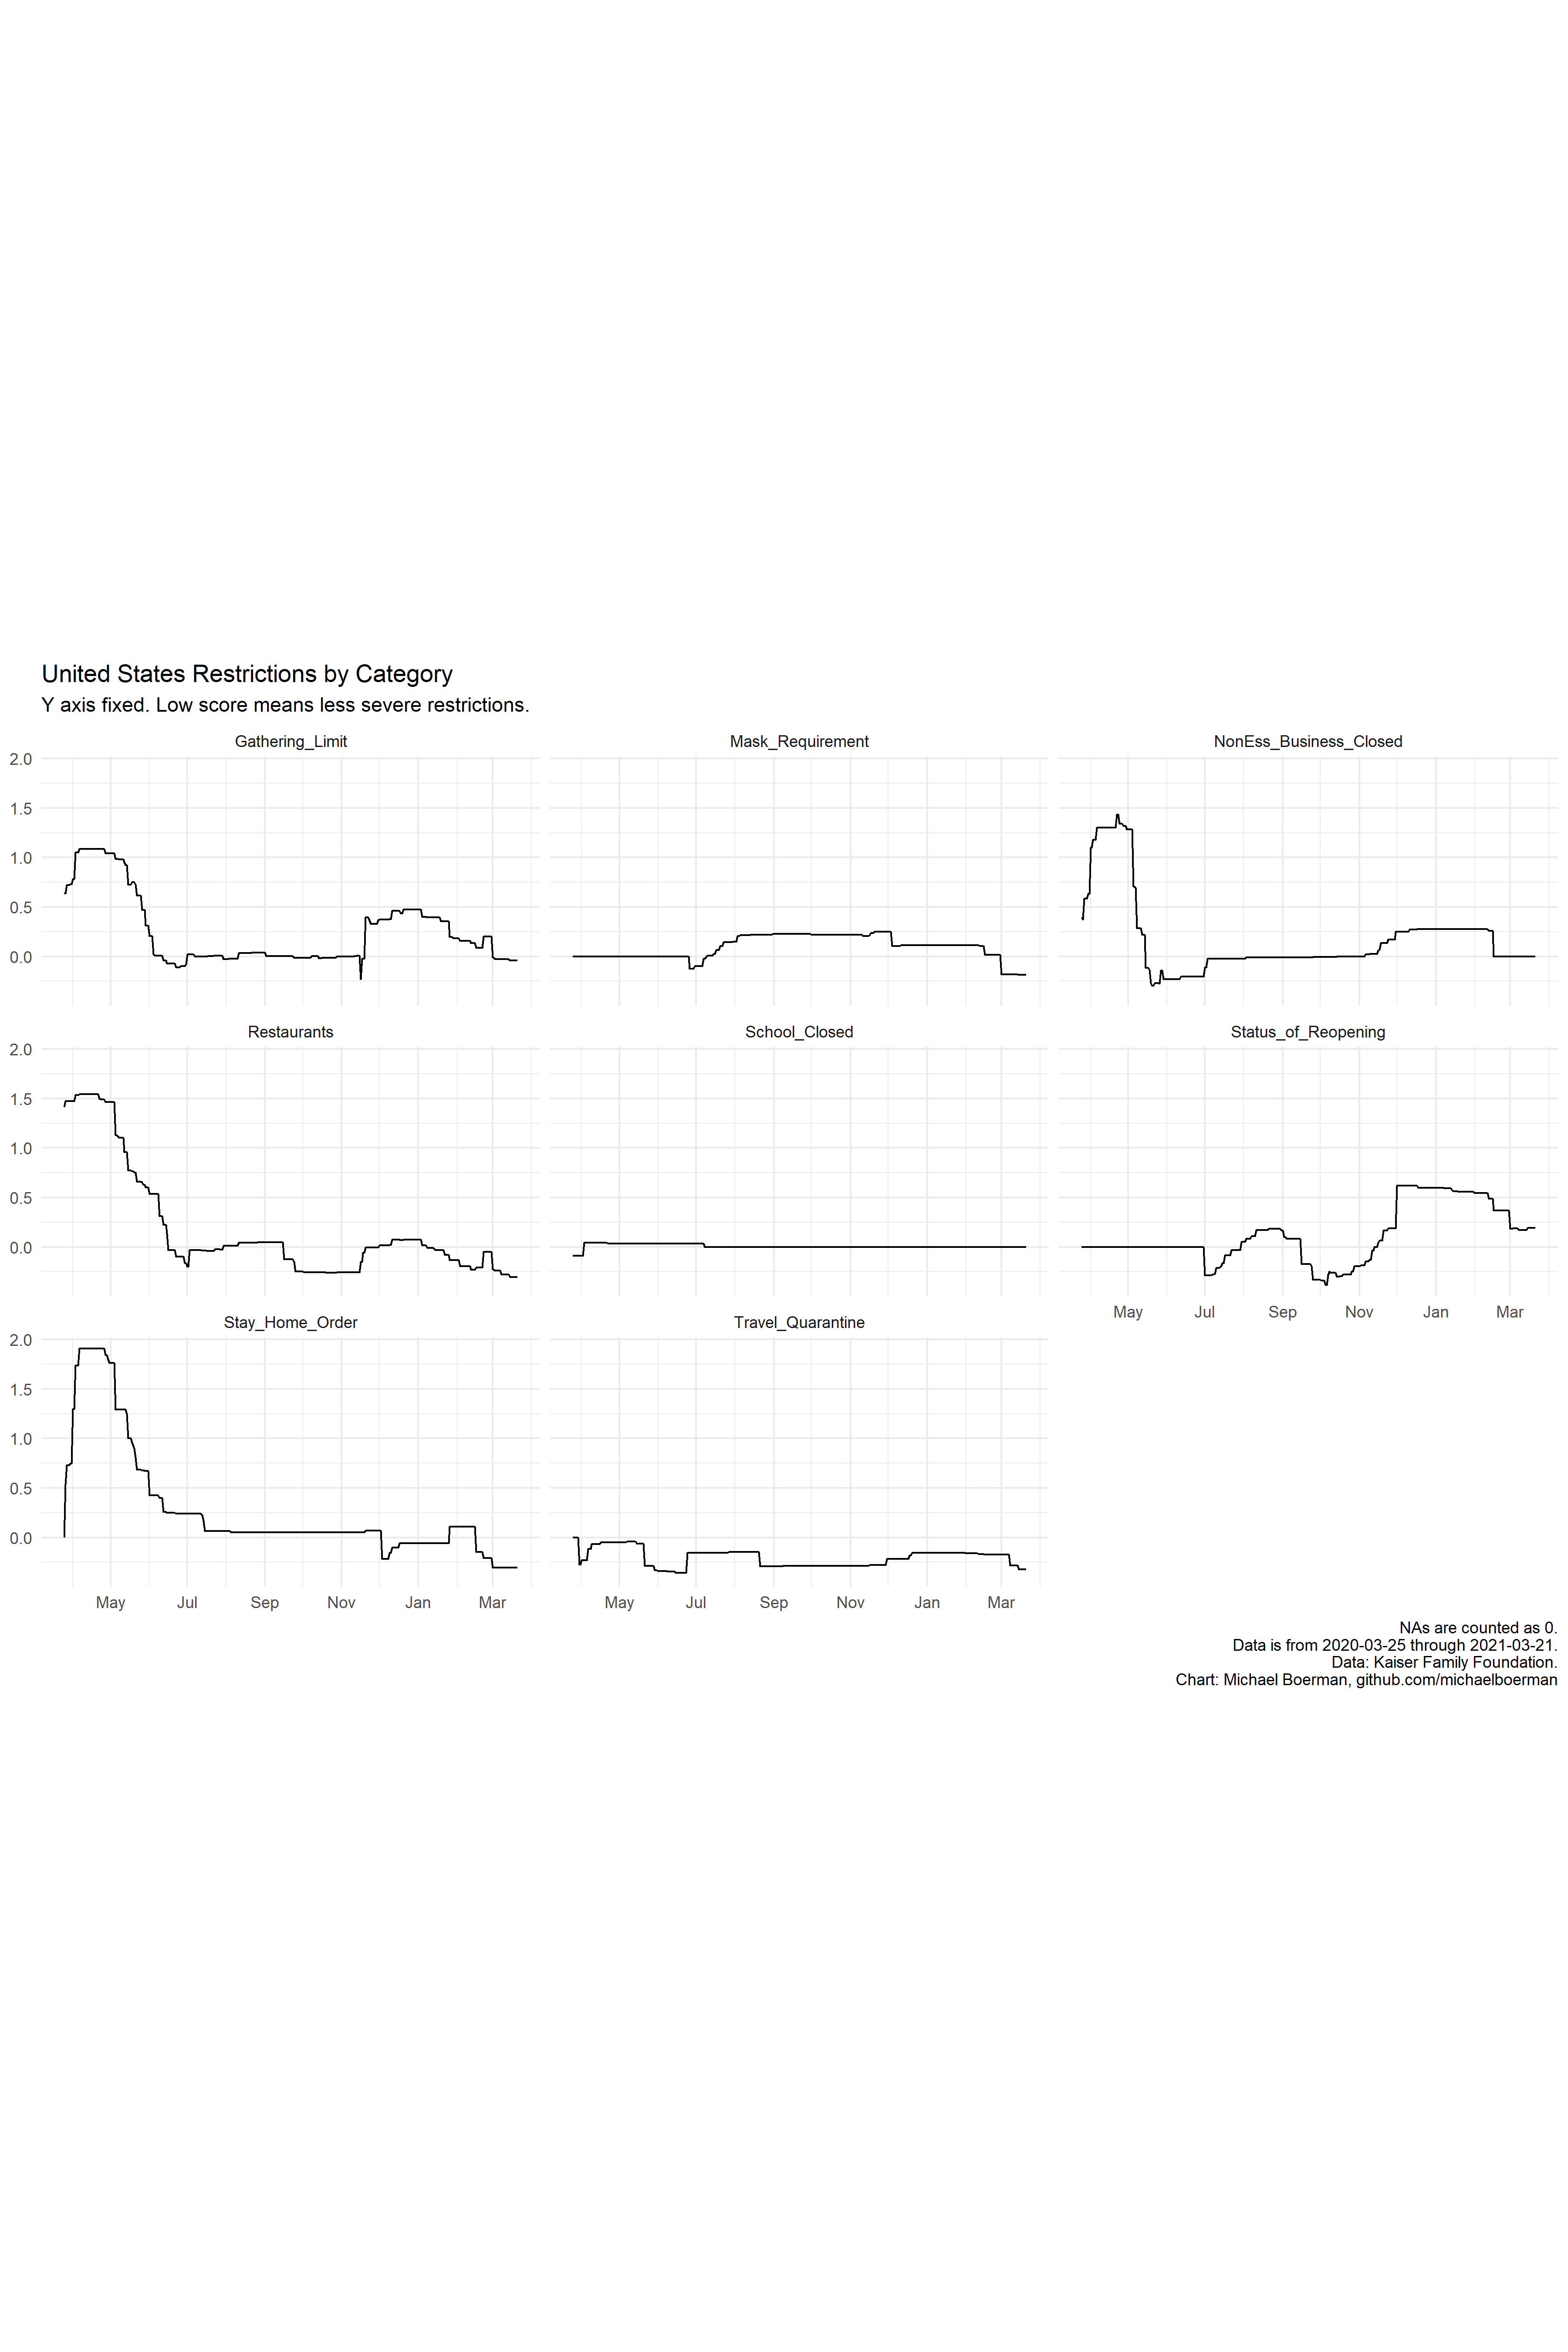 United States Restrictions by Category
Y axis fixed. Low score means less severe restrictions.
Gathering_Limit
Mask_Requirement
NonEss_Business_Closed
2.0
1.5
1.0
0.5
0.0
Restaurants
School_Closed
Status_of_Reopening
2.0
1.5
1.0
0.5
0.0
May Jul Sep Nov Jan Mar
Stay_Home_Order
Travel_Quarantine
2.0
1.5
1.0
0.5
0.0
May Jul Sep Nov Jan Mar
May Jul Sep Nov Jan Mar
NAs are counted as 0.
Data is from 2020-03-25 through 2021-03-21.
Data: Kaiser Family Foundation.
Chart: Michael Boerman, github.com/michaelboerman